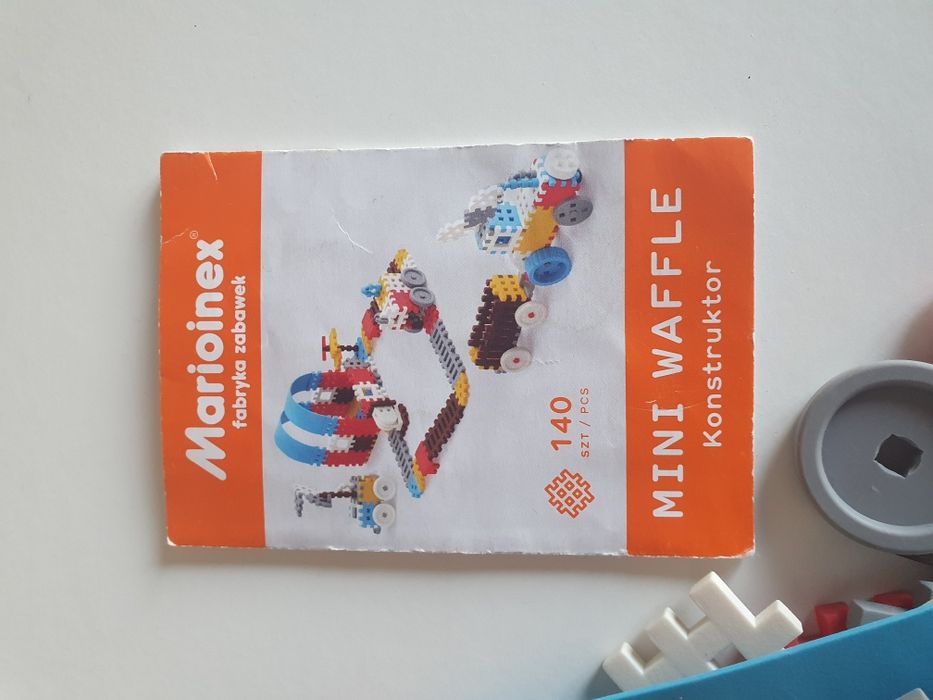 Marioinex®
fabryka zabawek
140
SZT / PCS
MINI WAFFLE
Konstruktor